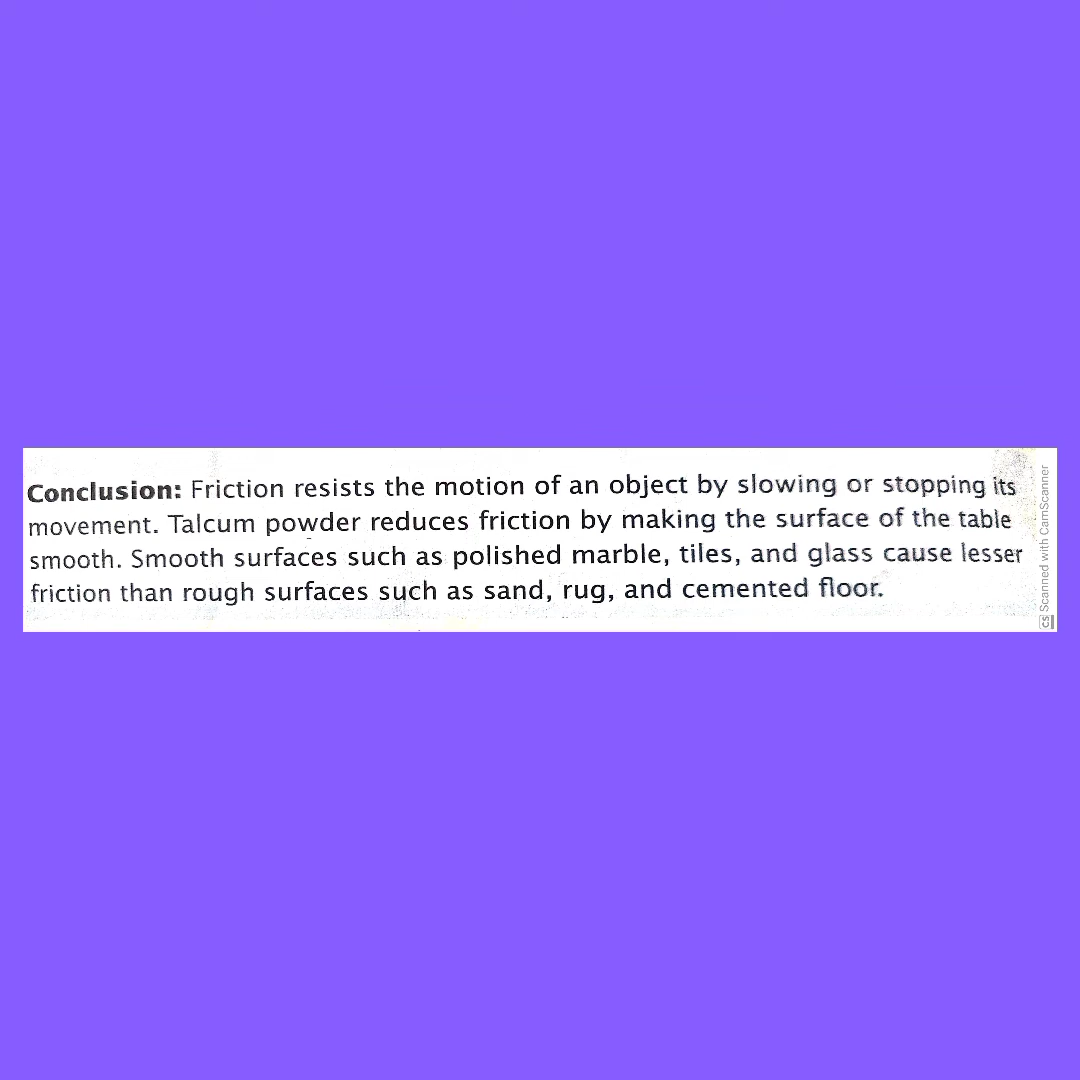 Conclusion: Friction resists the motion of an object by slowing or stopping its
movement. Talcum powder reduces friction by making the surface of the table
smooth. Smooth surfaces such as polished marble, tiles, and glass cause lesser
friction than rough surfaces such as sand, rug, and cemented floor.
CS Scanned with CamScanner